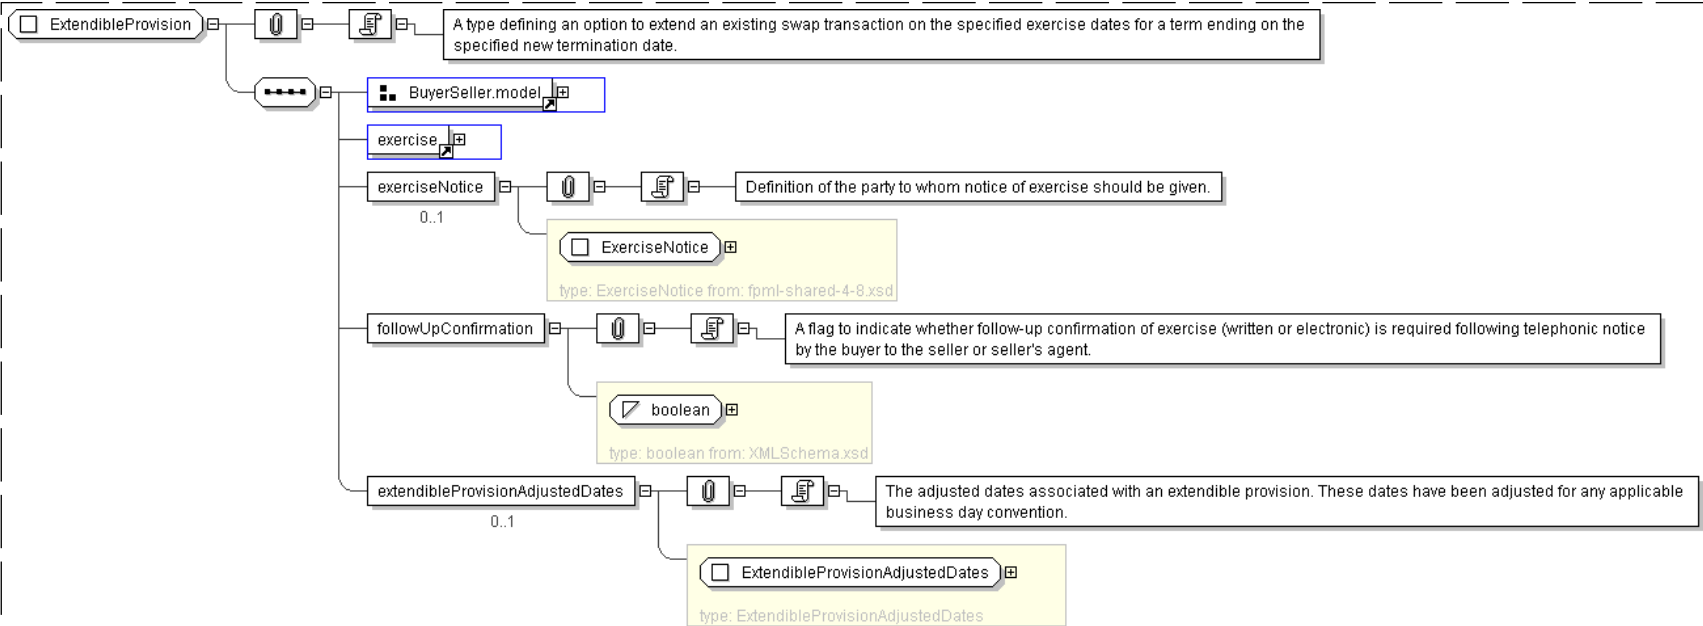 ExtendibleProvision
A type defining an option to extend an existing swap transaction on the specified exercise dates for a term ending on the
specified new termination date.
BuyerSeller.model
exercise
exerciseNotice
Definition of the party to whom notice of exercise should be given.
0..1
ExerciseNotice
type: ExerciseNotice from: fpml-shared-4-8.xsd
followUpConfirmation
A flag to indicate whether follow-up confirmation of exercise (written or electronic) is required following telephonic notice
by the buyer to the seller or seller's agent.
boolean
type: boolean from: XMLSchema.xsd
extendibleProvisionAdjustedDates
The adjusted dates associated with an extendible provision. These dates have been adjusted for any applicable
business day convention.
0..1
ExtendibleProvisionAdjustedDates
type: ExtendibleProvisionAdjustedDates